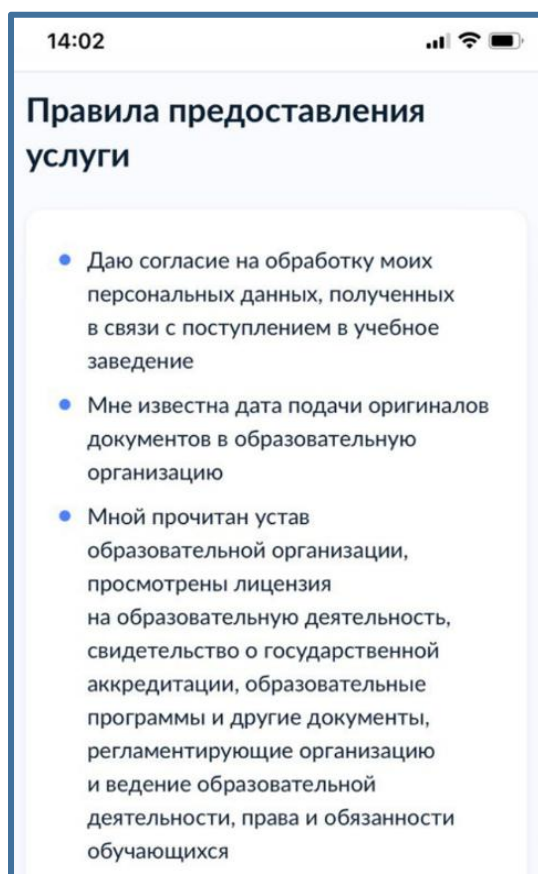 14:02
Правила предоставления
услуги
Даю согласие на обработку моих
персональных данных, полученных
в связи с поступлением в учебное
заведение
Мне известна дата подачи оригиналов
документов в образовательную
организацию
Мной прочитан устав
образовательной организации,
просмотрены лицензия
на образовательную деятельность,
свидетельство о государственной
аккредитации, образовательные
программы и другие документы,
регламентирующие организацию
и ведение образовательной
деятельности, права и обязанности
обучающихся